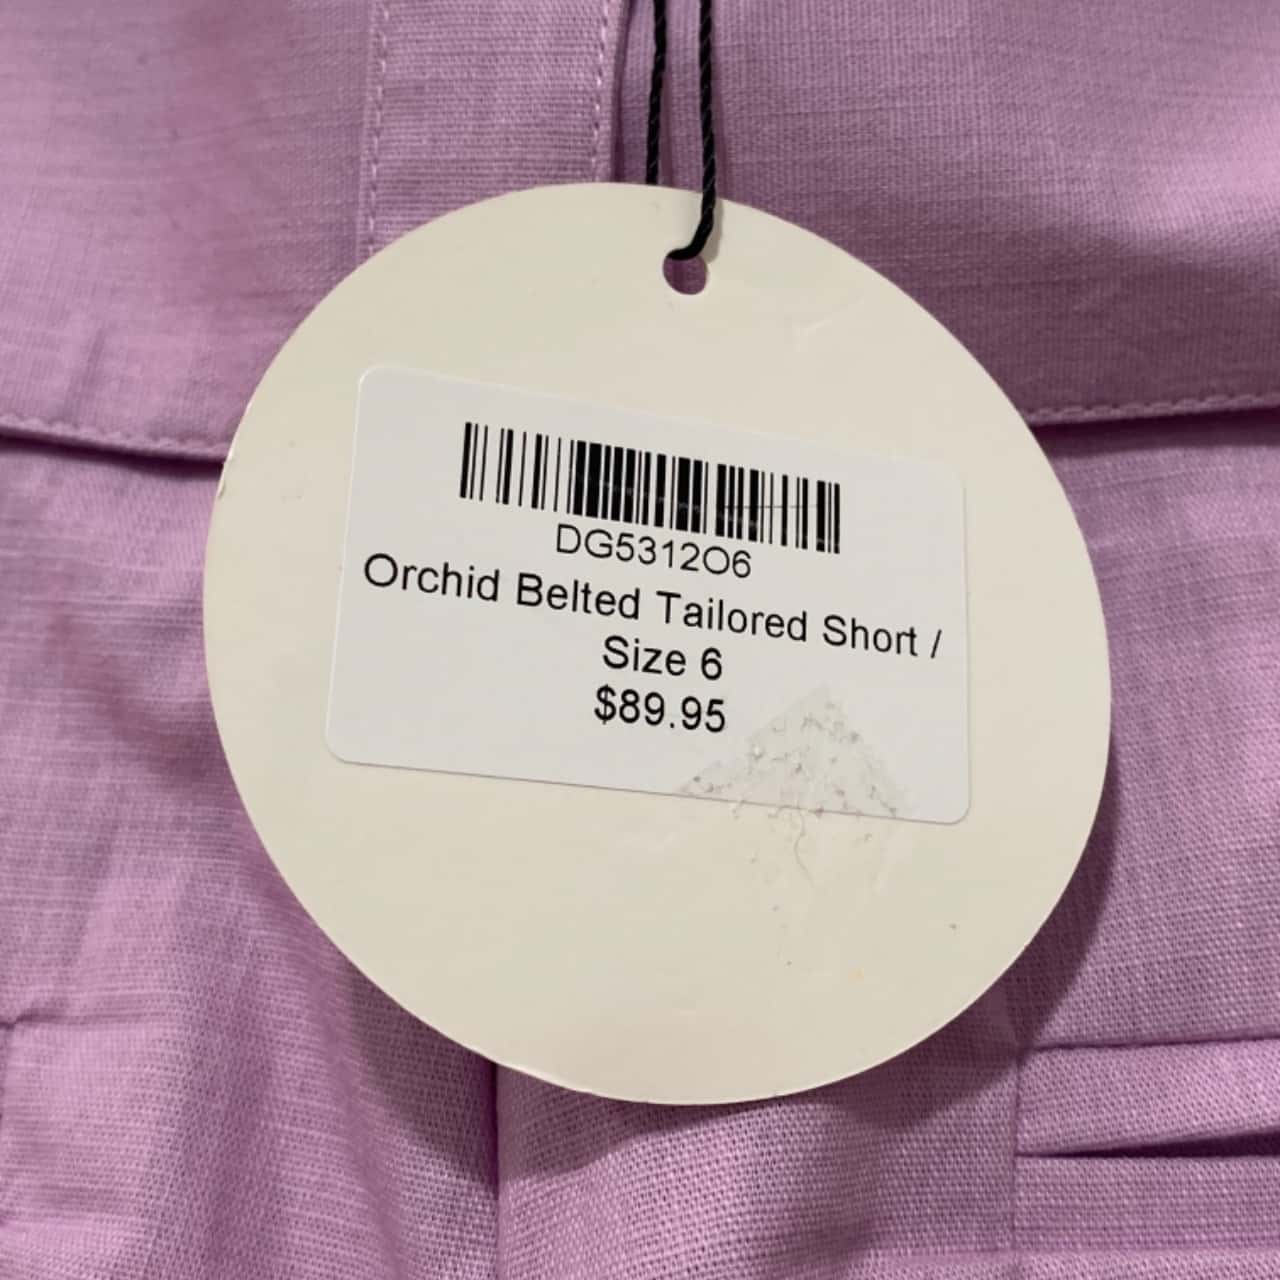 DG5312O6
Orchid Belted Tailored Short /
Size 6
$89.95